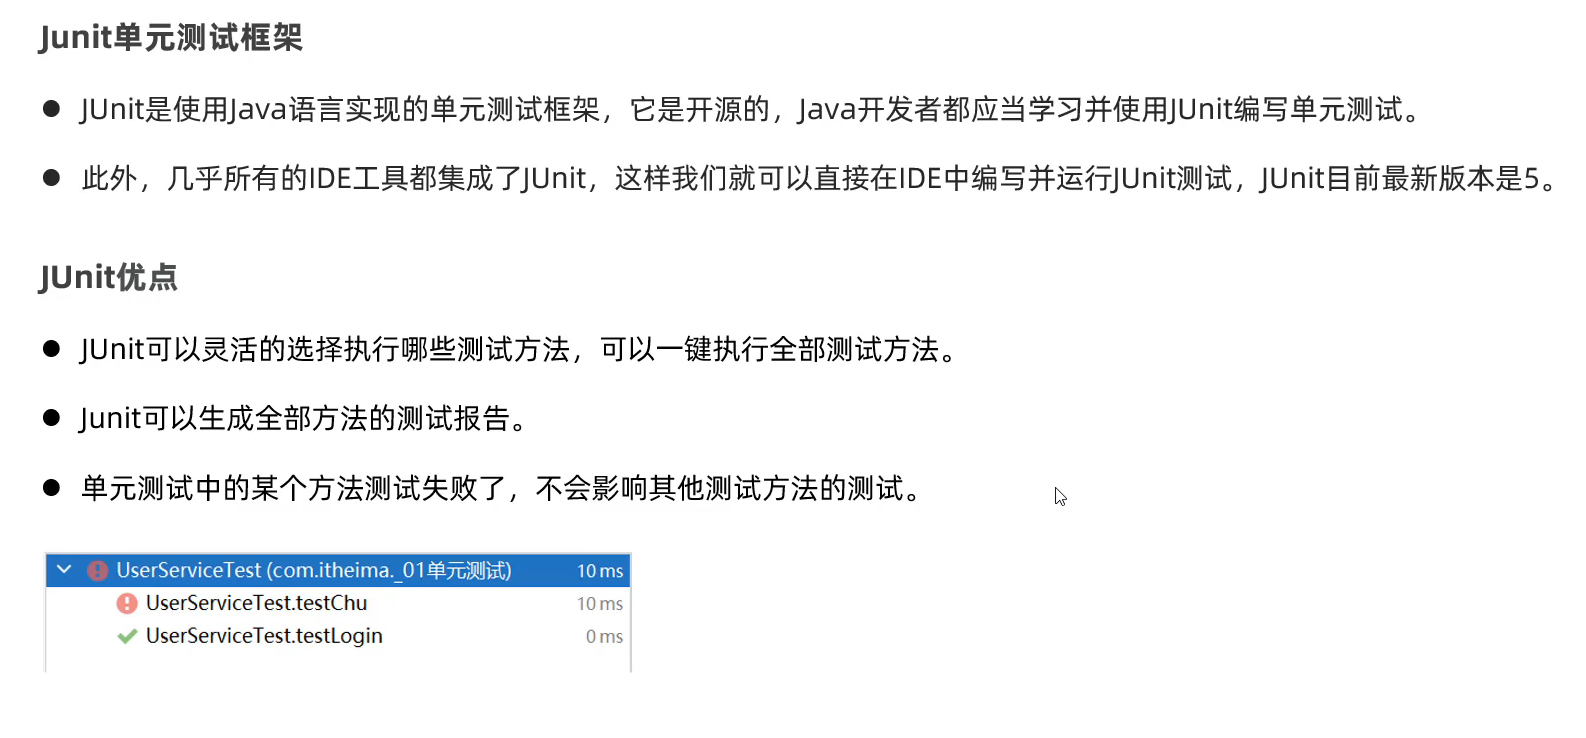 Junit单元测试框架
● JUnit是使用Java语言实现的单元测试框架，它是开源的，Java开发者都应当学习并使用JUnit编写单元测试。
● 此外，几乎所有的IDE工具都集成了JUnit，这样我们就可以直接在IDE中编写并运行JUnit测试，JUnit目前最新版本是5。
JUnit优点
● JUnit可以灵活的选择执行哪些测试方法，可以一键执行全部测试方法。
● Junit可以生成全部方法的测试报告。
● 单元测试中的某个方法测试失败了，不会影响其他测试方法的测试。
UserServiceTest (com.itheima._01单元测试) 10 ms
UserServiceTest.testChu 10 ms
UserServiceTest.testLogin 0 ms